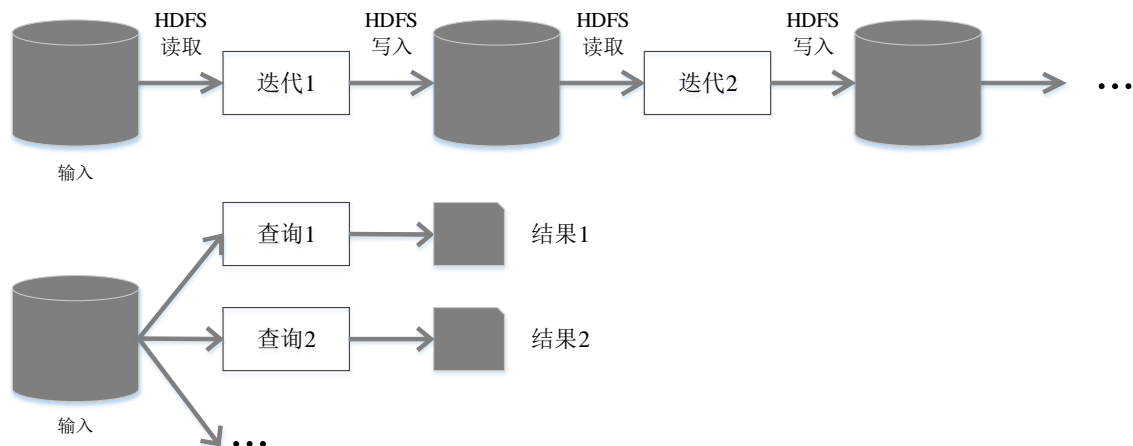 HDFS
读取
HDFS
写入
HDFS
读取
HDFS
写入
迭代1
迭代2
...
输入
查询1
结果1
查询2
结果2
输入
...